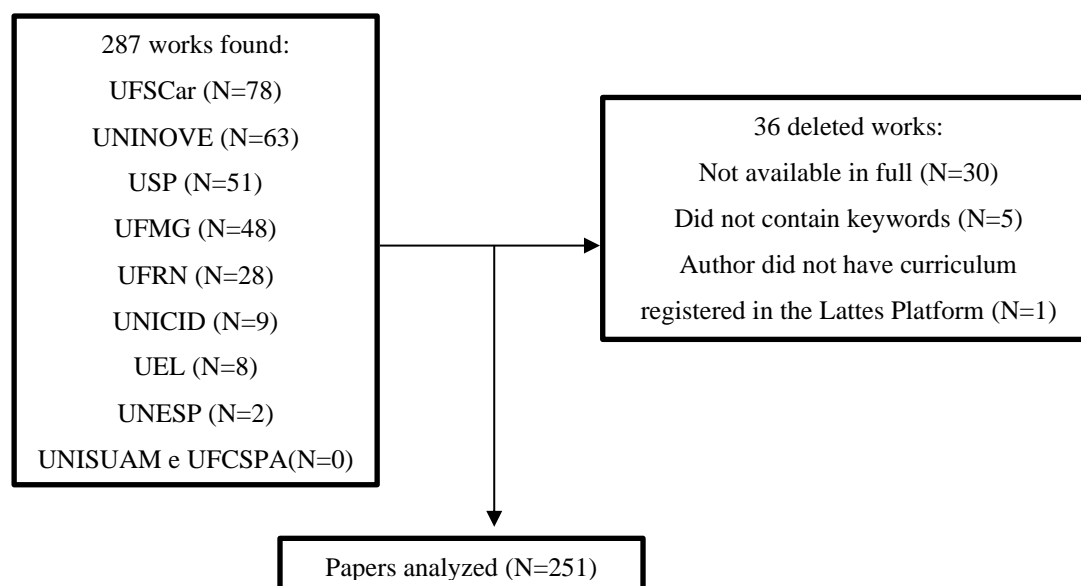 287 works found:
UFSCar (N=78)
UNINOVE (N=63)
USP (N=51)
UFMG (N=48)
UFRN (N=28)
UNICID (N=9)
UEL (N=8)
UNESP (N=2)
UNISUAM e UFCSPA(N=0)
36 deleted works:
Not available in full (N=30)
Did not contain keywords (N=5)
Author did not have curriculum
registered in the Lattes Platform (N=1)
Papers analyzed (N=251)